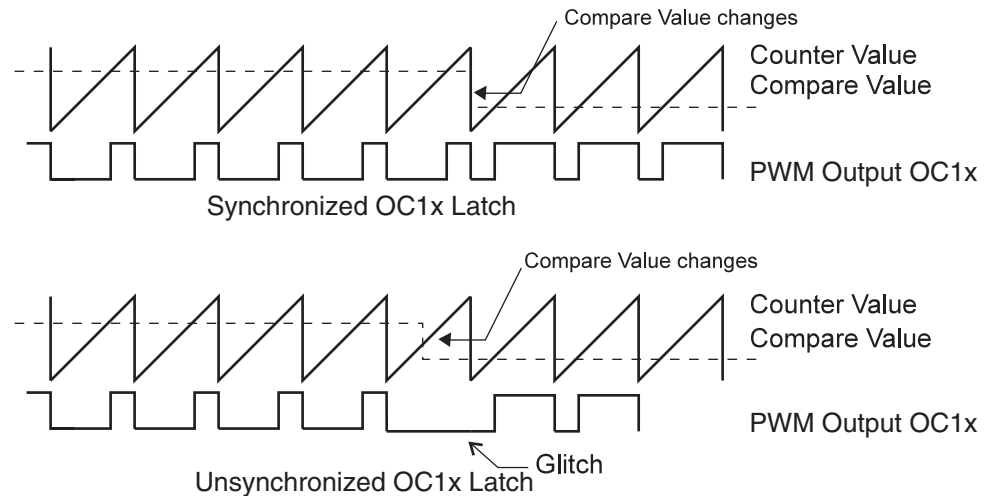 Compare Value changes
Counter Value
Compare Value
PWM Output OC1x
Synchronized OC1x Latch
Compare Value changes
Counter Value
Compare Value
PWM Output OC1x
Glitch
Unsynchronized OC1x Latch